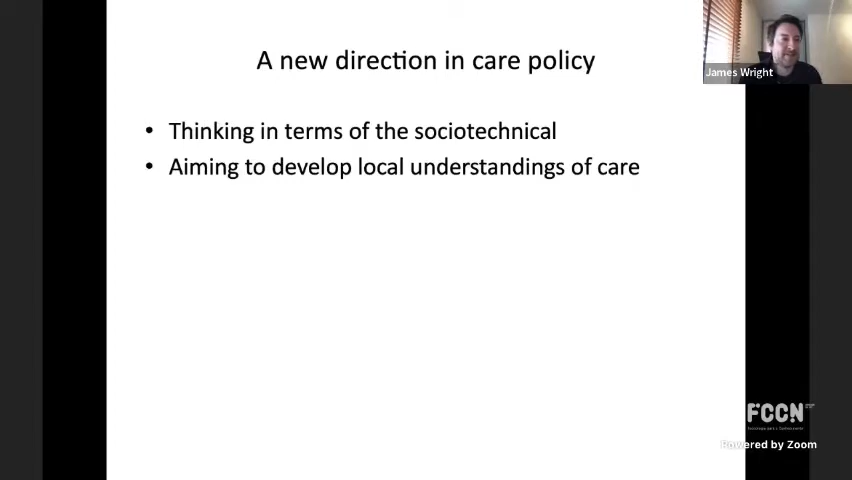 A new direction in care policy
James Wright
• Thinking in terms of the sociotechnical
• Aiming to develop local understandings of care
FCCN
Powered by Zoom